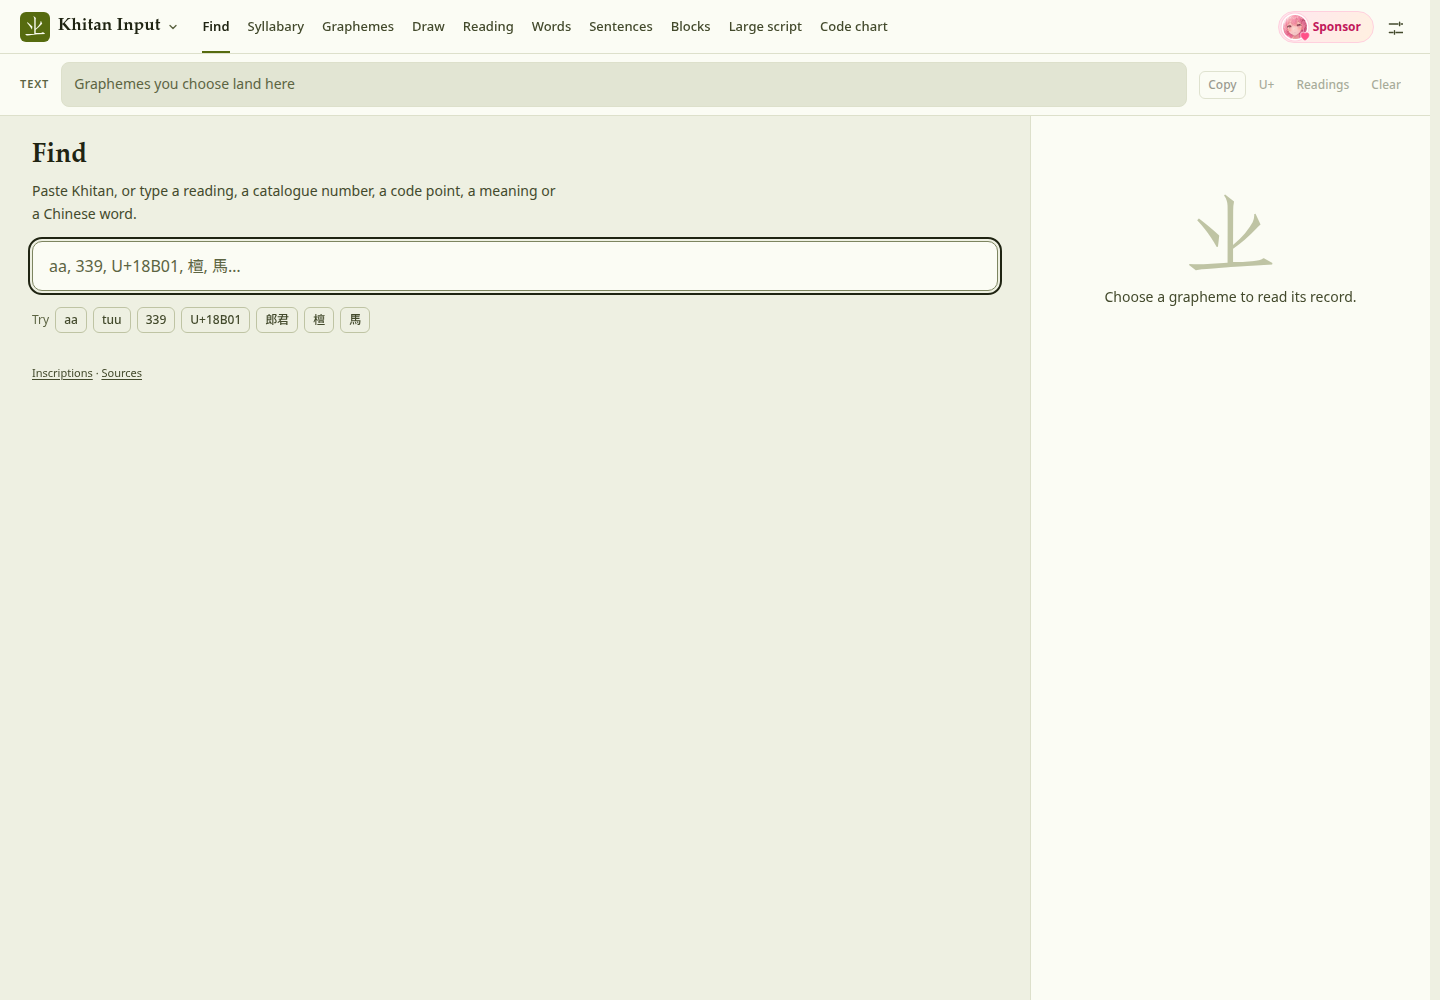 Khitan Input
Find
Syllabary
Graphemes
Draw
Reading
Words
Sentences
Blocks
Large script
Code chart
Sponsor
TEXT
Graphemes you choose land here
Copy
U+
Readings
Clear
Find
Paste Khitan, or type a reading, a catalogue number, a code point, a meaning or
a Chinese word.
aa, 339, U+18B01, 檀, 馬…
Try
aa
tuu
339
U+18B01
郎君
檀
馬
Inscriptions · Sources
Choose a grapheme to read its record.